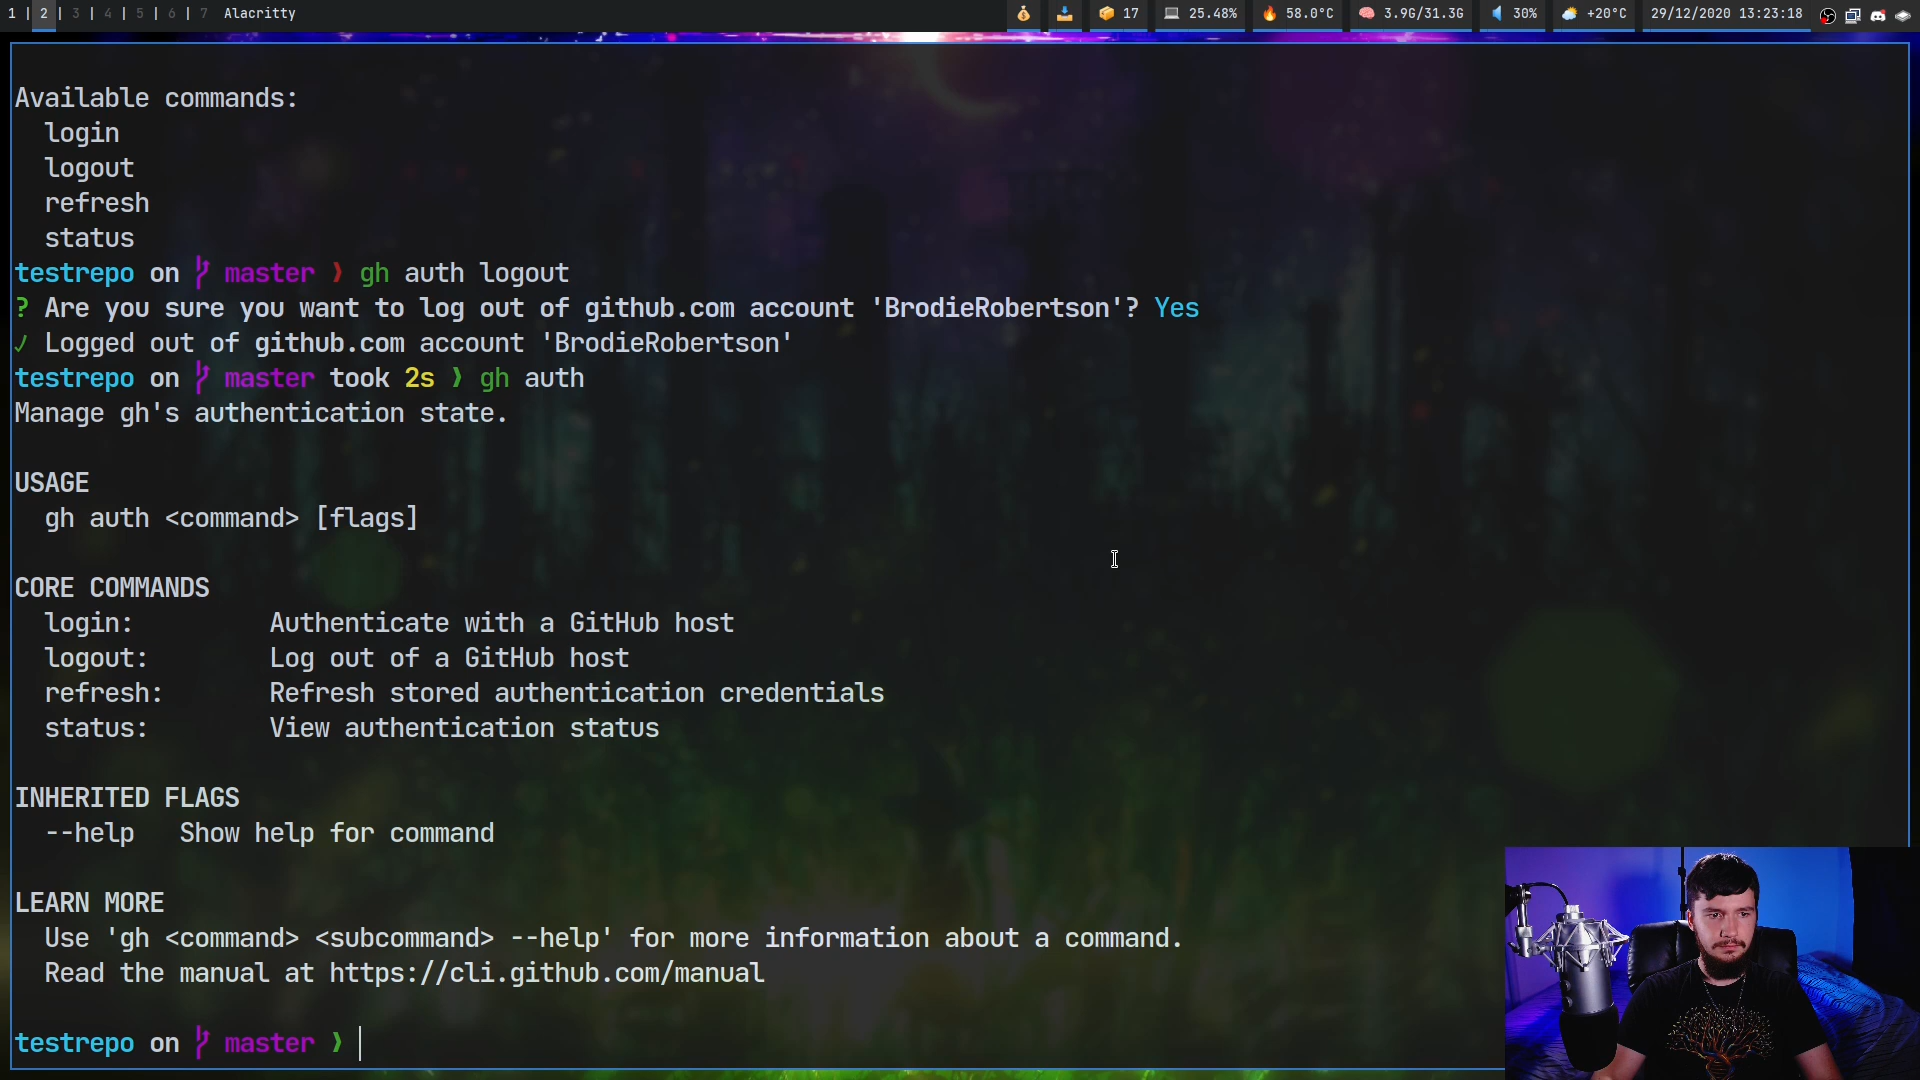 1 | 2 | 3 | 4 | 5 | 6 | 7 Alacritty 17 25.48% 58.0°C 3.9G/31.3G 30% +20°C 29/12/2020 13:23:18
Available commands:
login
logout
refresh
status
testrepo on master ❯ gh auth logout
? Are you sure you want to log out of github.com account 'BrodieRobertson'? Yes
✓ Logged out of github.com account 'BrodieRobertson'
testrepo on master took 2s ❯ gh auth
Manage gh's authentication state.
USAGE
gh auth <command> [flags]
CORE COMMANDS
login: Authenticate with a GitHub host
logout: Log out of a GitHub host
refresh: Refresh stored authentication credentials
status: View authentication status
INHERITED FLAGS
--help Show help for command
LEARN MORE
Use 'gh <command> <subcommand> --help' for more information about a command.
Read the manual at https://cli.github.com/manual
testrepo on master ❯